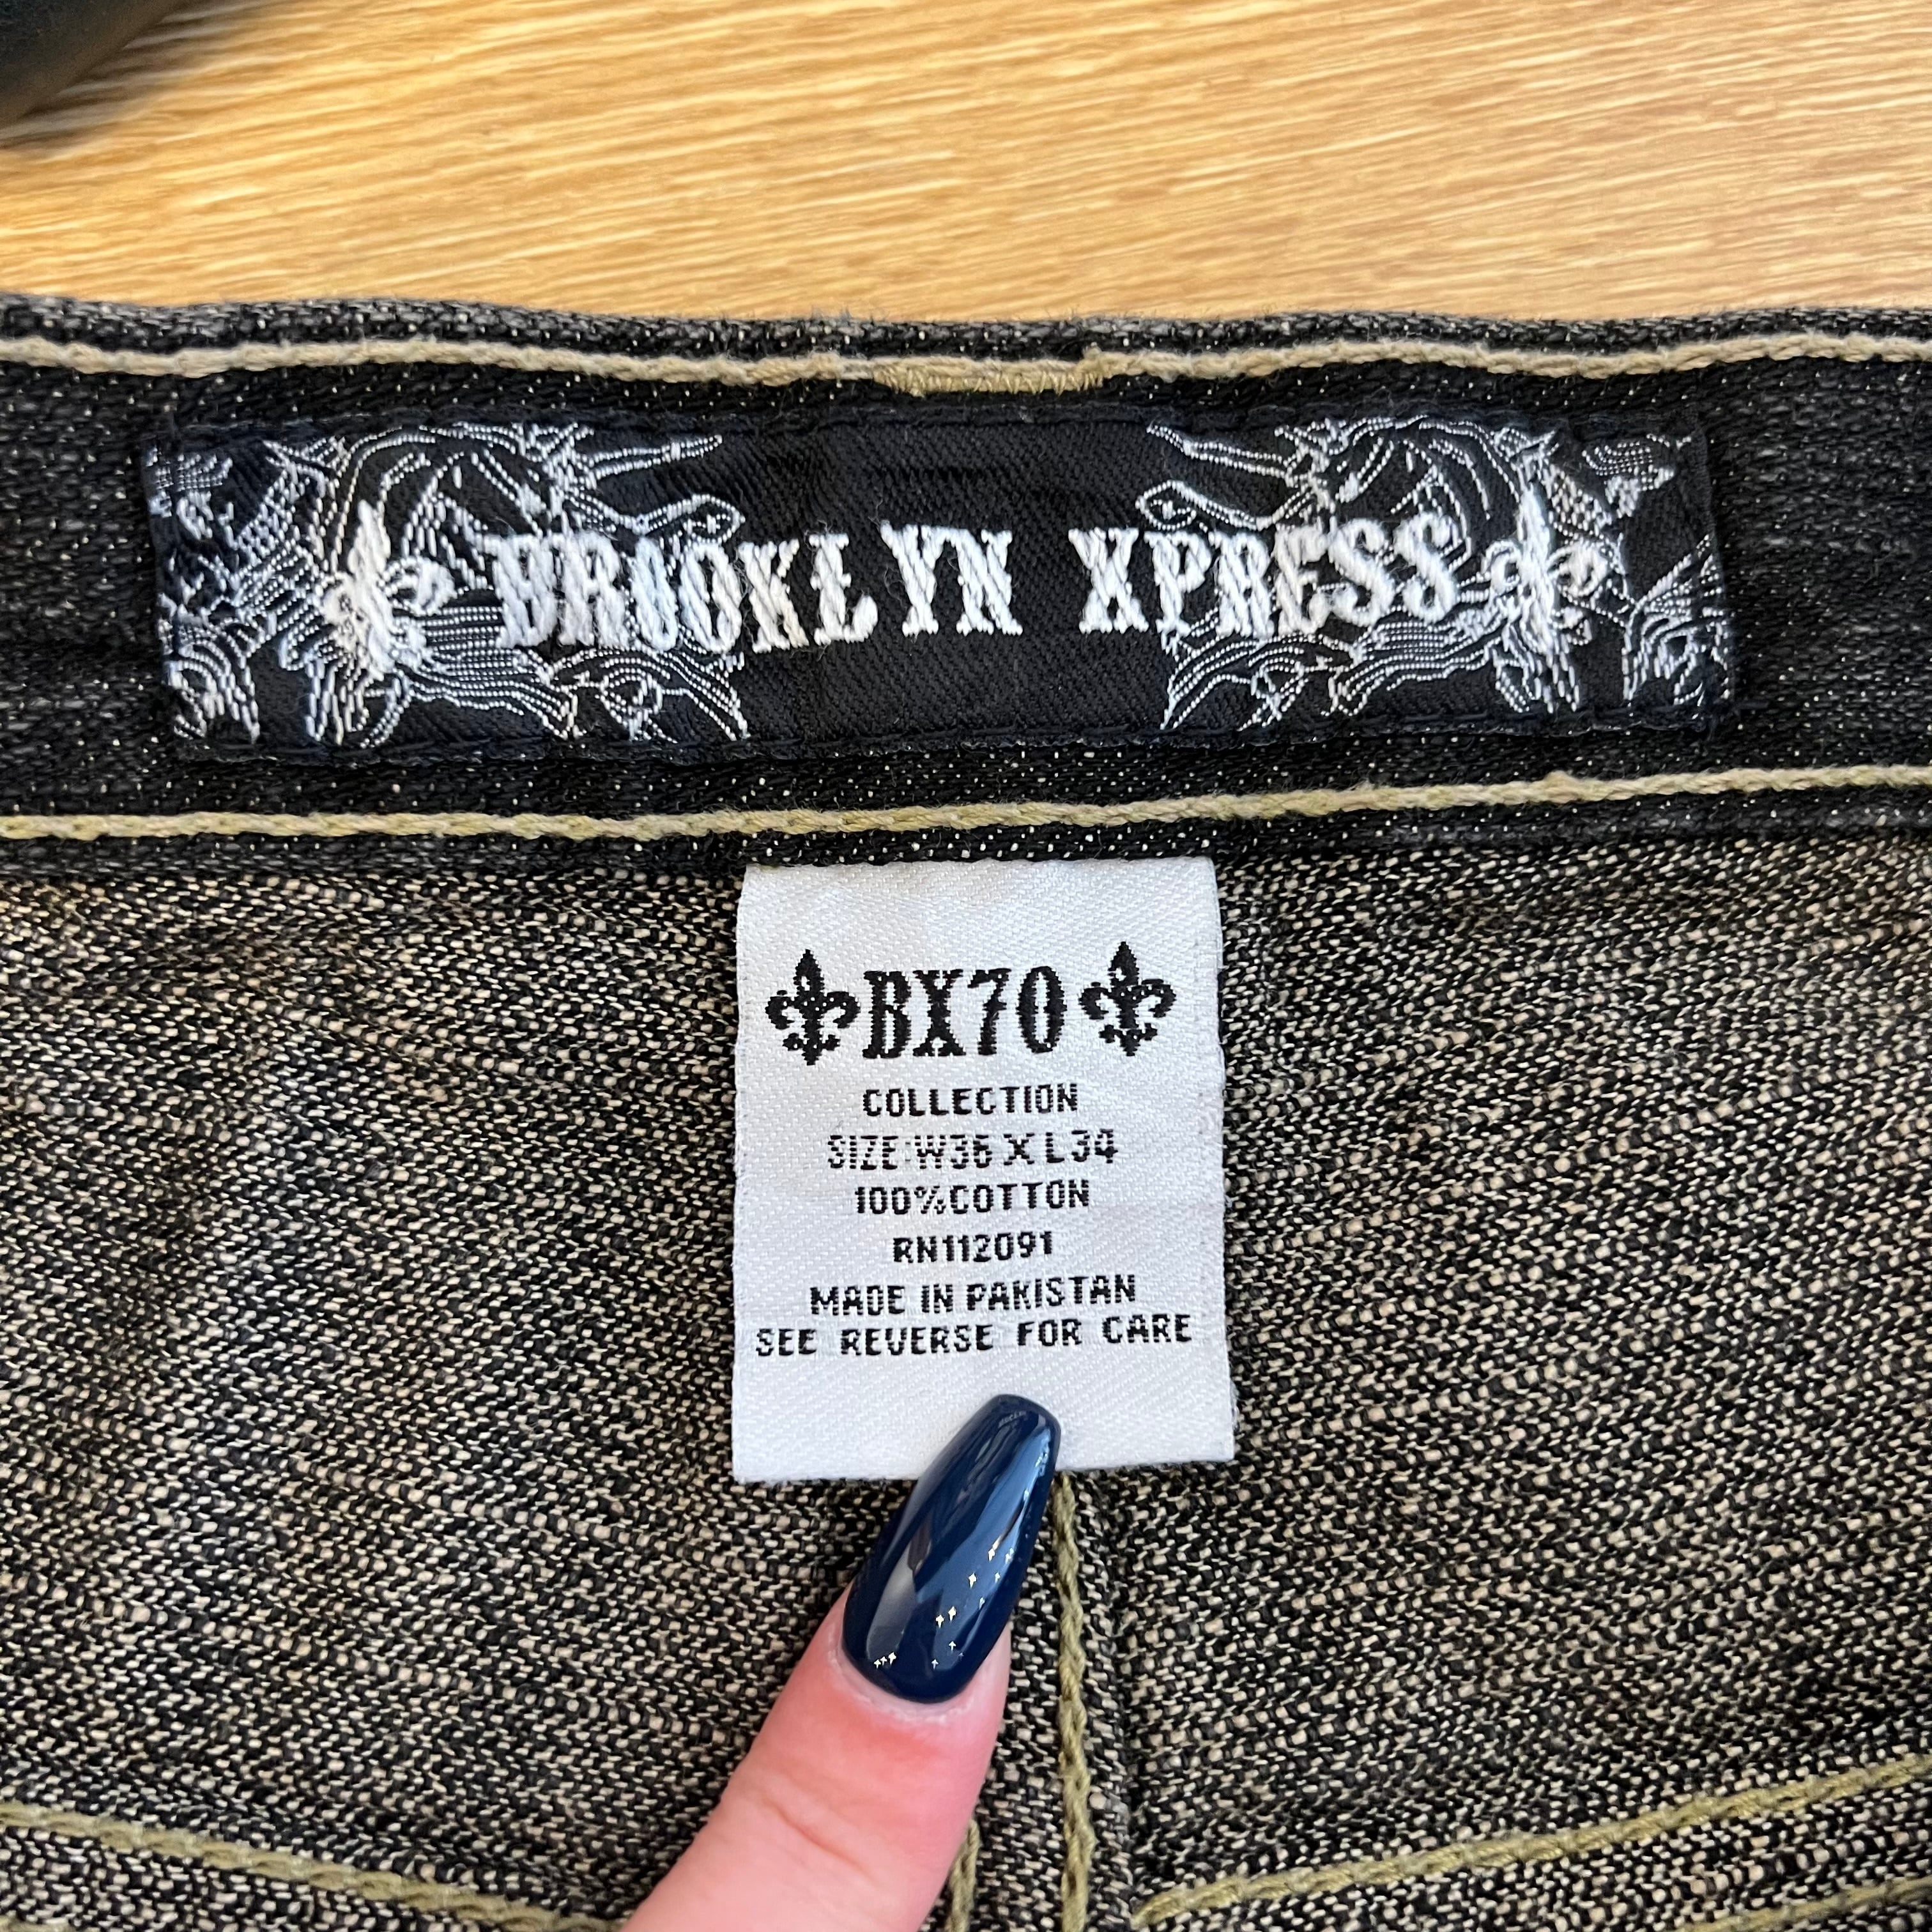 BROOKLYN XPRESS
BX70
COLLECTION
SIZE:W36 X L34
100%COTTON
RN112091
MADE IN PAKISTAN
SEE REVERSE FOR CARE